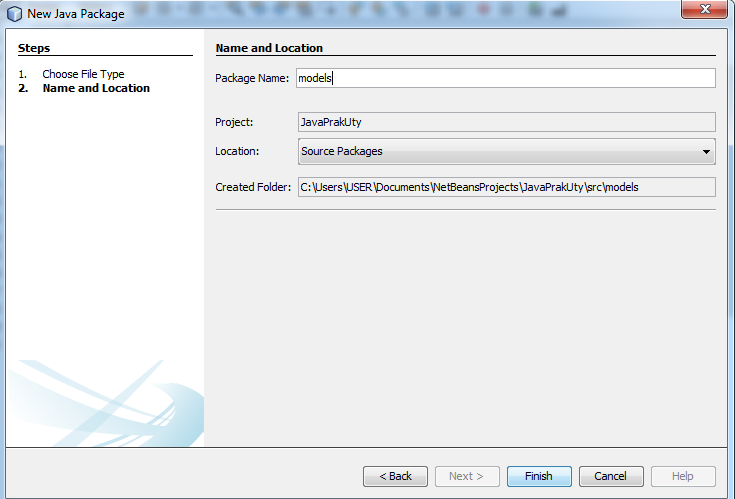 New Java Package
X
Steps
1. Choose File Type
2. Name and Location
Name and Location
Package Name: models
Project: JavaPrakUty
Location: Source Packages
Created Folder: C:\Users\USER\Documents\NetBeansProjects\JavaPrakUty\src\models
< Back Next > Finish Cancel Help